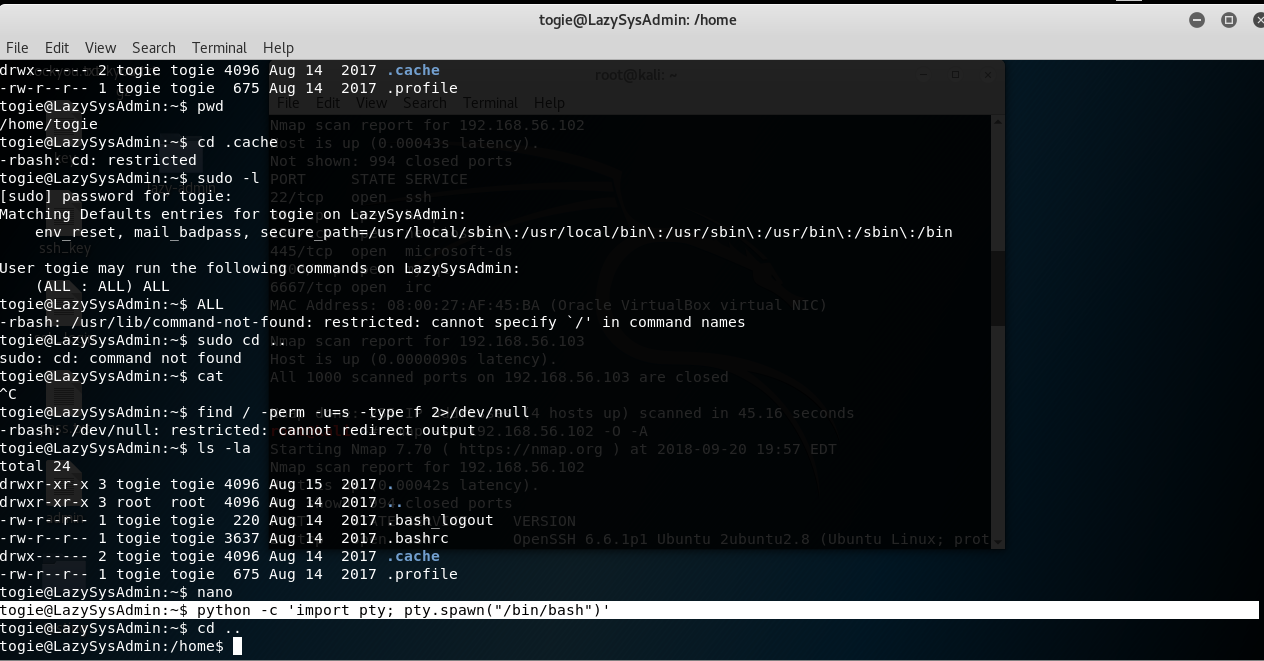 togie@LazySysAdmin: /home
File Edit View Search Terminal Help
drwx------ 2 togie togie 4096 Aug 14  2017 .cache
-rw-r--r-- 1 togie togie  675 Aug 14  2017 .profile
togie@LazySysAdmin:~$ pwd
/home/togie
togie@LazySysAdmin:~$ cd .cache
-rbash: cd: restricted
togie@LazySysAdmin:~$ sudo -l
[sudo] password for togie:
Matching Defaults entries for togie on LazySysAdmin:
    env_reset, mail_badpass, secure_path=/usr/local/sbin\:/usr/local/bin\:/usr/sbin\:/usr/bin\:/sbin\:/bin

User togie may run the following commands on LazySysAdmin:
    (ALL : ALL) ALL
togie@LazySysAdmin:~$ ALL
-rbash: /usr/lib/command-not-found: restricted: cannot specify `/' in command names
togie@LazySysAdmin:~$ sudo cd ..
sudo: cd: command not found
togie@LazySysAdmin:~$ cat
^C
togie@LazySysAdmin:~$ find / -perm -u=s -type f 2>/dev/null
-rbash: /dev/null: restricted: cannot redirect output
togie@LazySysAdmin:~$ ls -la
total 24
drwxr-xr-x 3 togie togie 4096 Aug 15  2017 .
drwxr-xr-x 3 root  root  4096 Aug 14  2017 ..
-rw-r--r-- 1 togie togie  220 Aug 14  2017 .bash_logout
-rw-r--r-- 1 togie togie 3637 Aug 14  2017 .bashrc
drwx------ 2 togie togie 4096 Aug 14  2017 .cache
-rw-r--r-- 1 togie togie  675 Aug 14  2017 .profile
togie@LazySysAdmin:~$ nano
togie@LazySysAdmin:~$ python -c 'import pty; pty.spawn("/bin/bash")'
togie@LazySysAdmin:~$ cd ..
togie@LazySysAdmin:/home$
root@kali: ~
File Edit View Search Terminal Help
Nmap scan report for 192.168.56.102
Host is up (0.00043s latency).
Not shown: 994 closed ports
PORT     STATE SERVICE
22/tcp   open  ssh
445/tcp  open  microsoft-ds
6667/tcp open  irc
MAC Address: 08:00:27:AF:45:BA (Oracle VirtualBox virtual NIC)
Nmap scan report for 192.168.56.103
Host is up (0.0000090s latency).
All 1000 scanned ports on 192.168.56.103 are closed
hosts up) scanned in 45.16 seconds
192.168.56.102 -O -A
Starting Nmap 7.70 ( https://nmap.org ) at 2018-09-20 19:57 EDT
Nmap scan report for 192.168.56.102
latency).
closed ports
VERSION
OpenSSH 6.6.1p1 Ubuntu 2ubuntu2.8 (Ubuntu Linux; prot
ssh_key